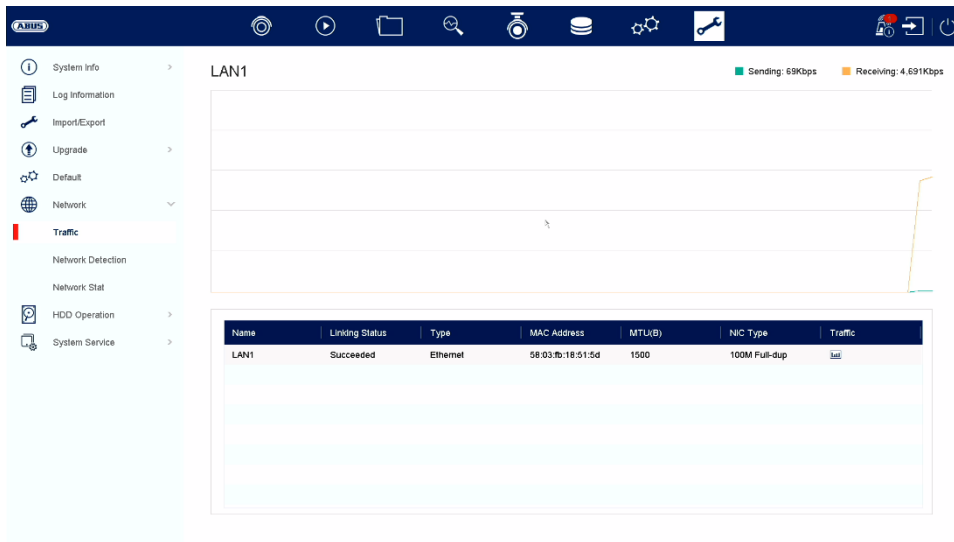 ABUS
System Info
Log Information
Import/Export
Upgrade
Default
Network
Traffic
Network Detection
Network Stat
HDD Operation
System Service
LAN1
Sending: 69Kbps
Receiving: 4,691Kbps
Name Linking Status Type MAC Address MTU(B) NIC Type Traffic
LAN1 Succeeded Ethernet 58:03:fb:18:51:5d 1500 100M Full-dup